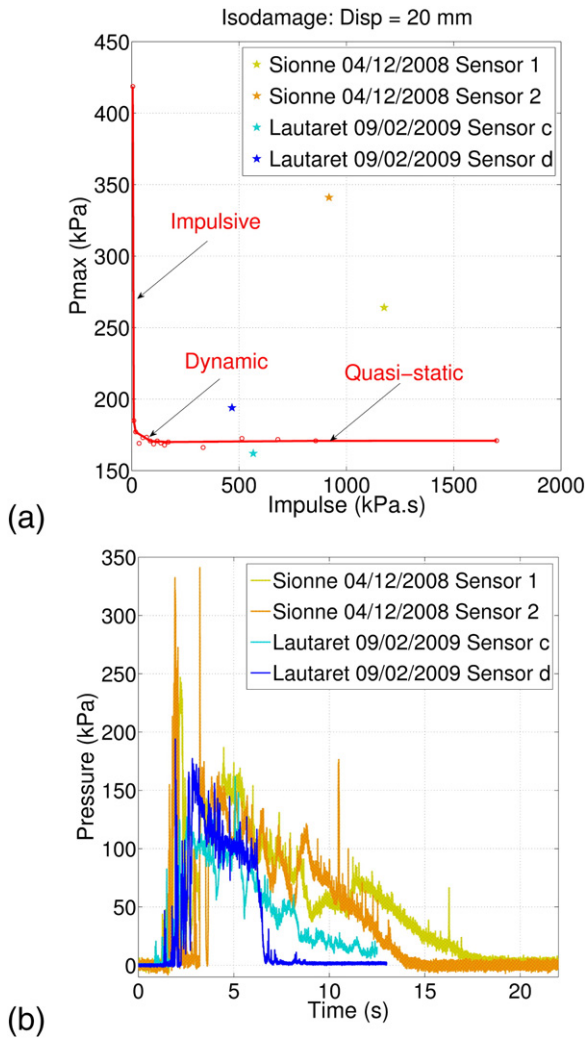 Isodamage: Disp = 20 mm
450
400
350
300
250
200
150
Pmax (kPa)
Sionne 04/12/2008 Sensor 1
Sionne 04/12/2008 Sensor 2
Lautaret 09/02/2009 Sensor c
Lautaret 09/02/2009 Sensor d
Impulsive
Dynamic
Quasi-static
0 500 1000 1500 2000
Impulse (kPa.s)
(a)
350
300
250
200
150
100
50
0
Pressure (kPa)
Sionne 04/12/2008 Sensor 1
Sionne 04/12/2008 Sensor 2
Lautaret 09/02/2009 Sensor c
Lautaret 09/02/2009 Sensor d
0 5 10 15 20
Time (s)
(b)